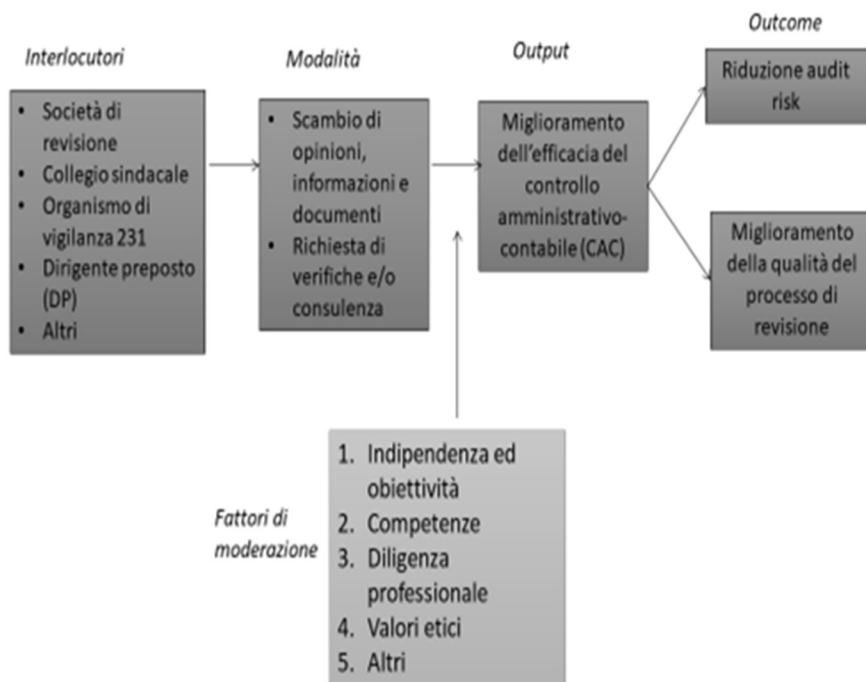 Interlocutori
• Società di
revisione
• Collegio sindacale
• Organismo di
vigilanza 231
• Dirigente preposto
(DP)
• Altri
Modalità
• Scambio di
opinioni,
informazioni e
documenti
• Richiesta di
verifiche e/o
consulenza
Output
Miglioramento
dell'efficacia del
controllo
amministrativo-
contabile (CAC)
Outcome
Riduzione audit
risk
Miglioramento
della qualità del
processo di
revisione
Fattori di
moderazione
1. Indipendenza ed
obiettività
2. Competenze
3. Diligenza
professionale
4. Valori etici
5. Altri